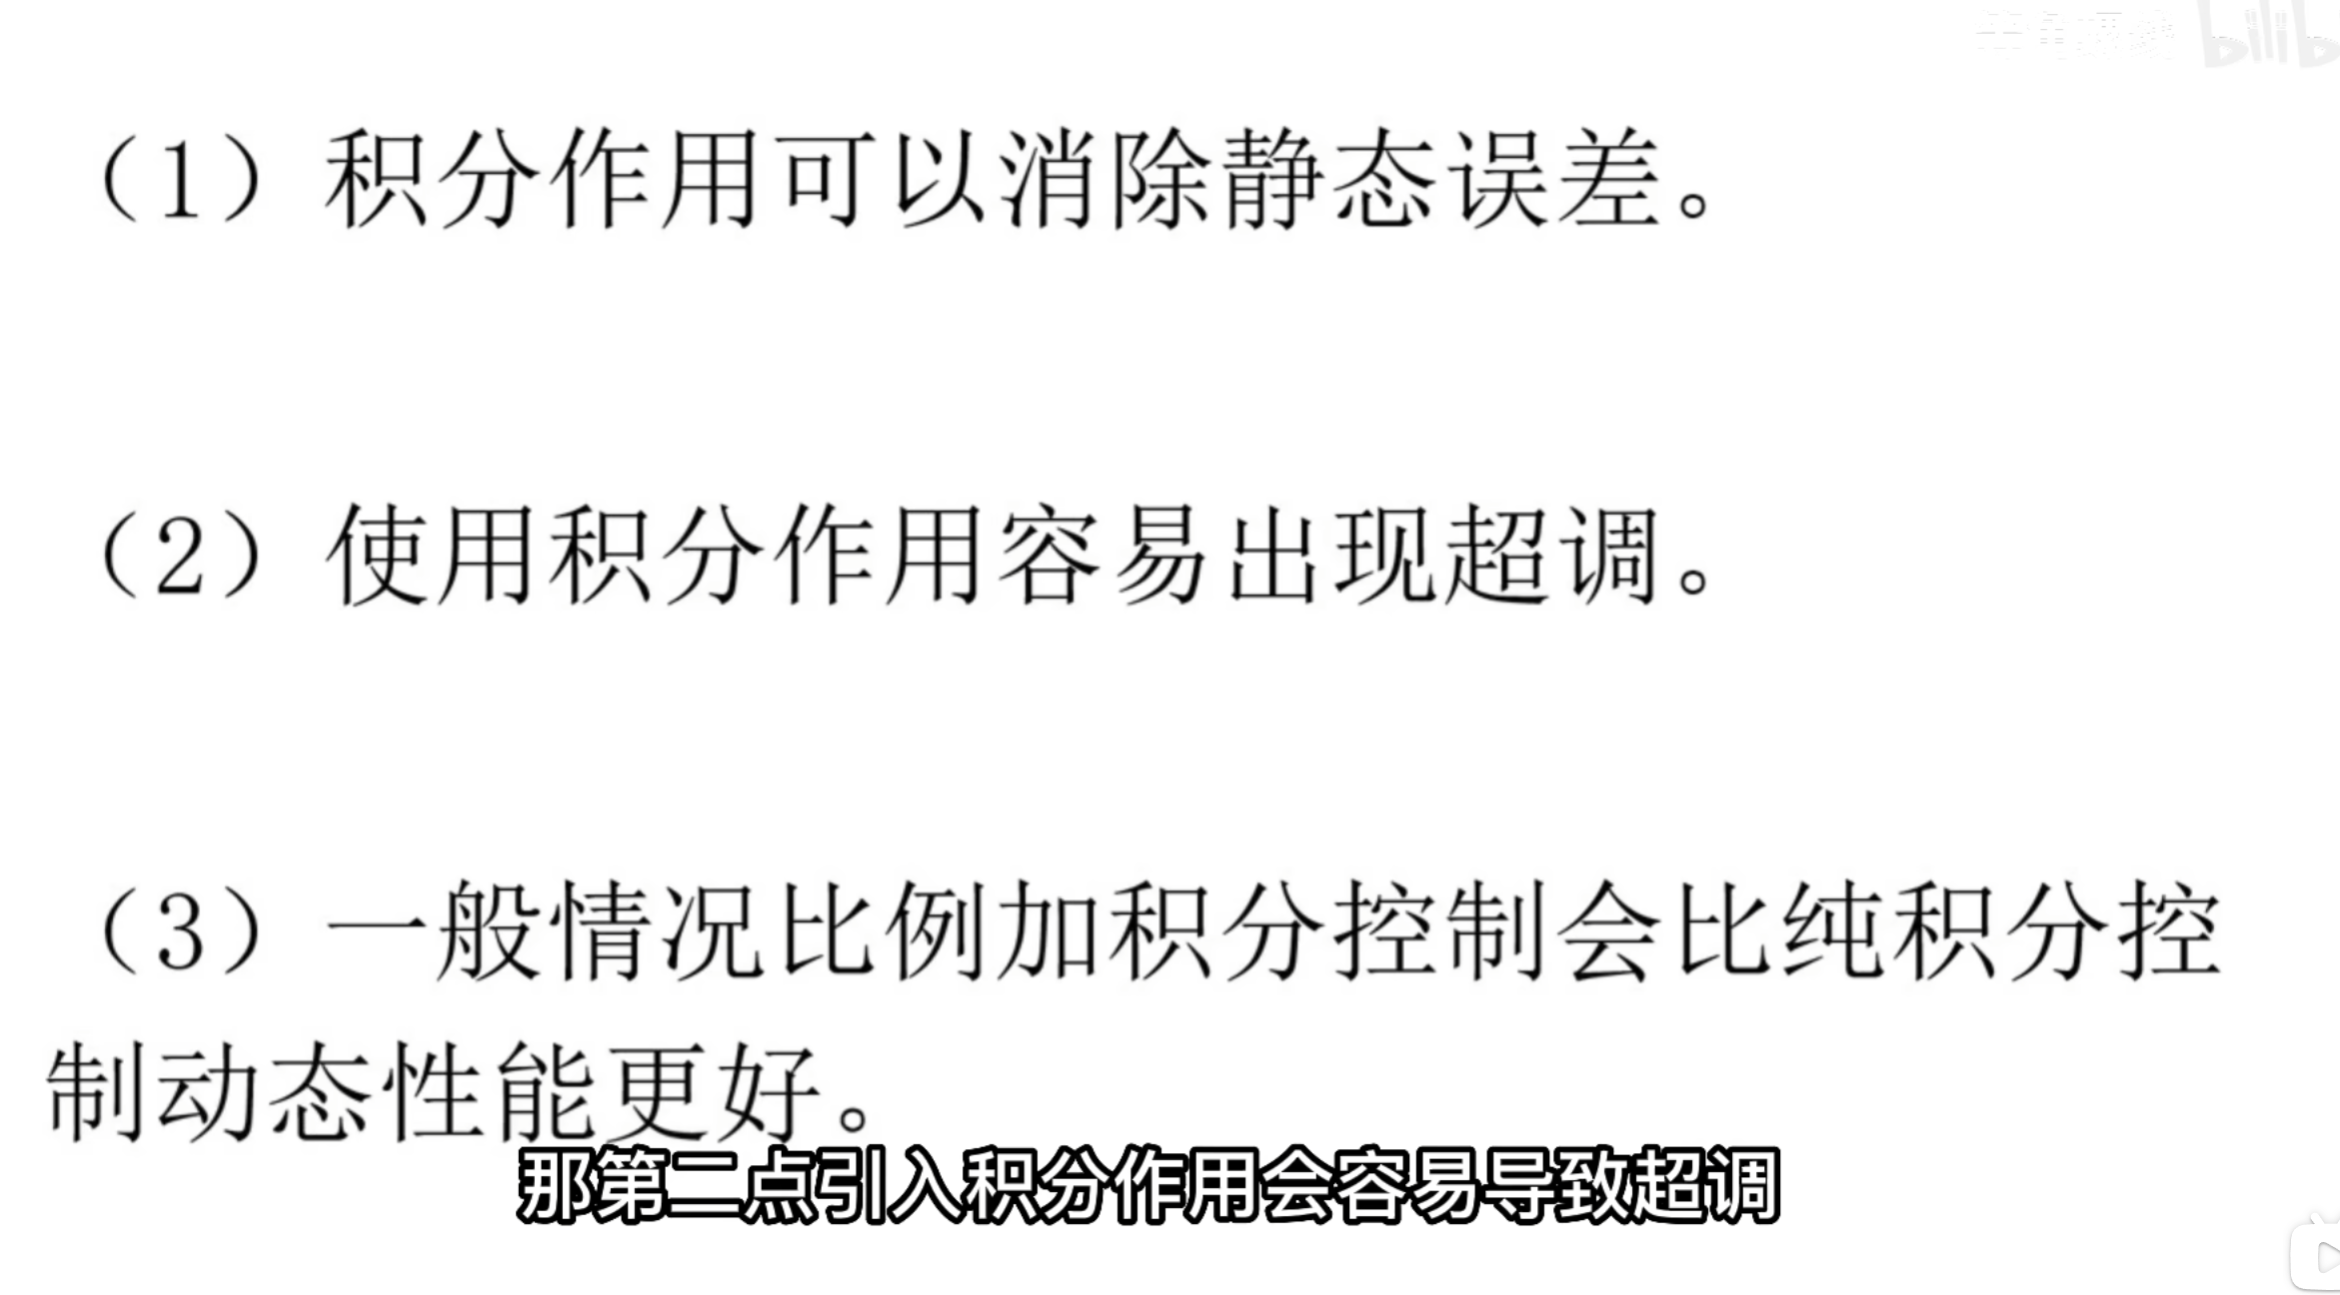 （1）积分作用可以消除静态误差。
（2）使用积分作用容易出现超调。
（3）一般情况比例加积分控制会比纯积分控
制动态性能更好。
那第二点引入积分作用会容易导致超调